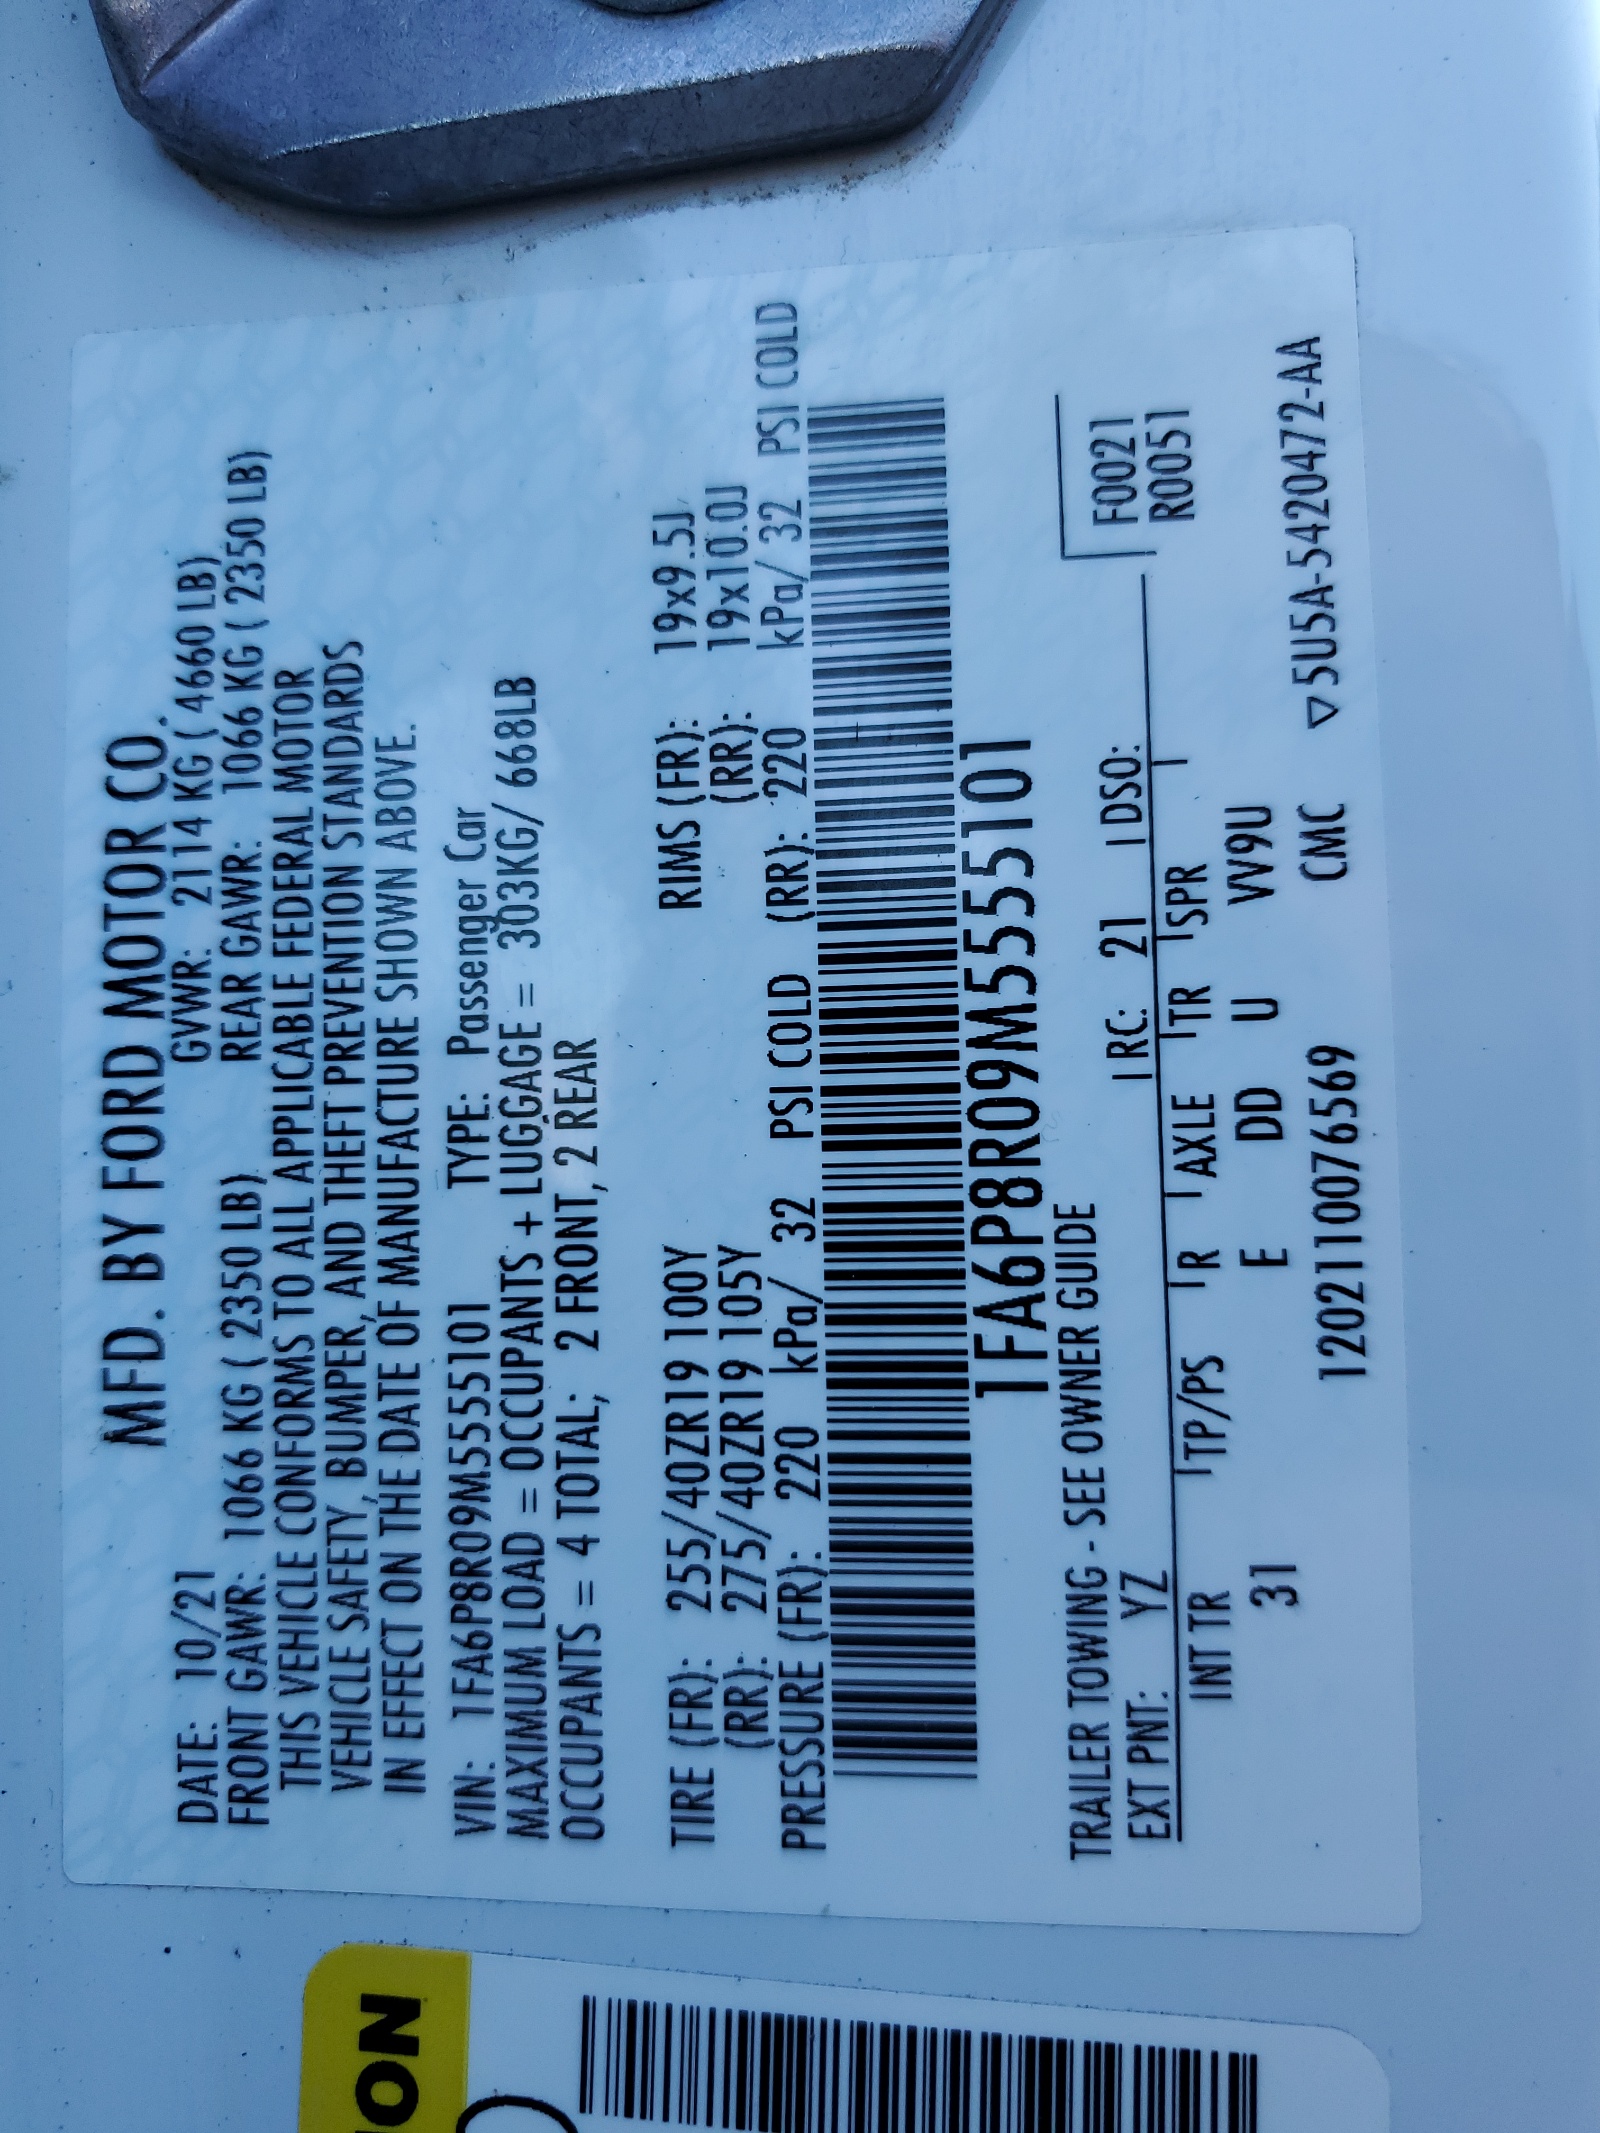 MFD. BY FORD MOTOR CO.
DATE: 10/21 GVWR: 2114 KG ( 4660 LB)
FRONT GAWR: 1066 KG ( 2350 LB) REAR GAWR: 1066 KG ( 2350 LB)
THIS VEHICLE CONFORMS TO ALL APPLICABLE FEDERAL MOTOR
VEHICLE SAFETY, BUMPER, AND THEFT PREVENTION STANDARDS
IN EFFECT ON THE DATE OF MANUFACTURE SHOWN ABOVE.
VIN: 1FA6P8R09M5555101 TYPE: Passenger Car
MAXIMUM LOAD = OCCUPANTS + LUGGAGE = 303KG/ 668LB
OCCUPANTS = 4 TOTAL; 2 FRONT, 2 REAR
TIRE (FR): 255/40ZR19 100Y RIMS (FR): 19x9.5J
(RR): 275/40ZR19 105Y (RR): 19x10.0J
PRESSURE (FR): 220 kPa/ 32 PSI COLD (RR): 220 kPa/ 32 PSI COLD
1FA6P8R09M5555101
TRAILER TOWING - SEE OWNER GUIDE
EXT PNT: YZ RC: 21 DSO: F0021
R0051
INT TR TP/PS R AXLE TR SPR
31 E DD U VV9U
1202110076569 CMC ▽5U5A-5420472-AA
ION